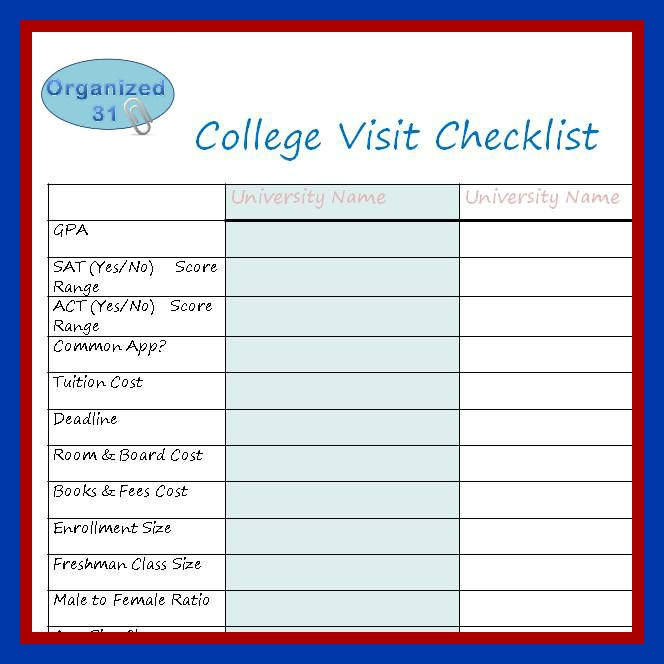 Organized
31
College Visit Checklist
University Name University Name
GPA
SAT (Yes/No) Score
Range
ACT (Yes/No) Score
Range
Common App?
Tuition Cost
Deadline
Room & Board Cost
Books & Fees Cost
Enrollment Size
Freshman Class Size
Male to Female Ratio